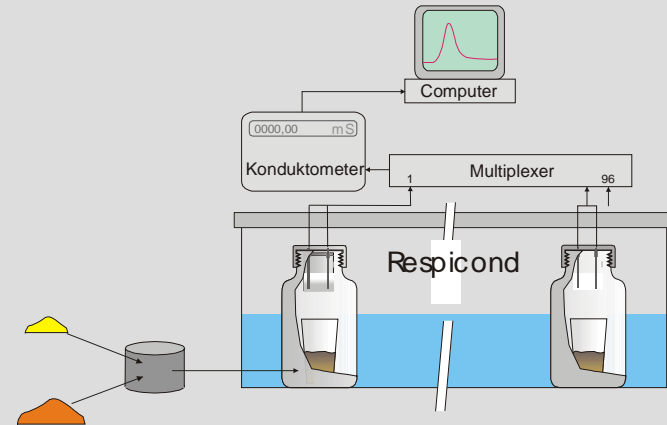 Computer
0000,00 mS
Konduktometer
Multiplexer
1
96
Respicond